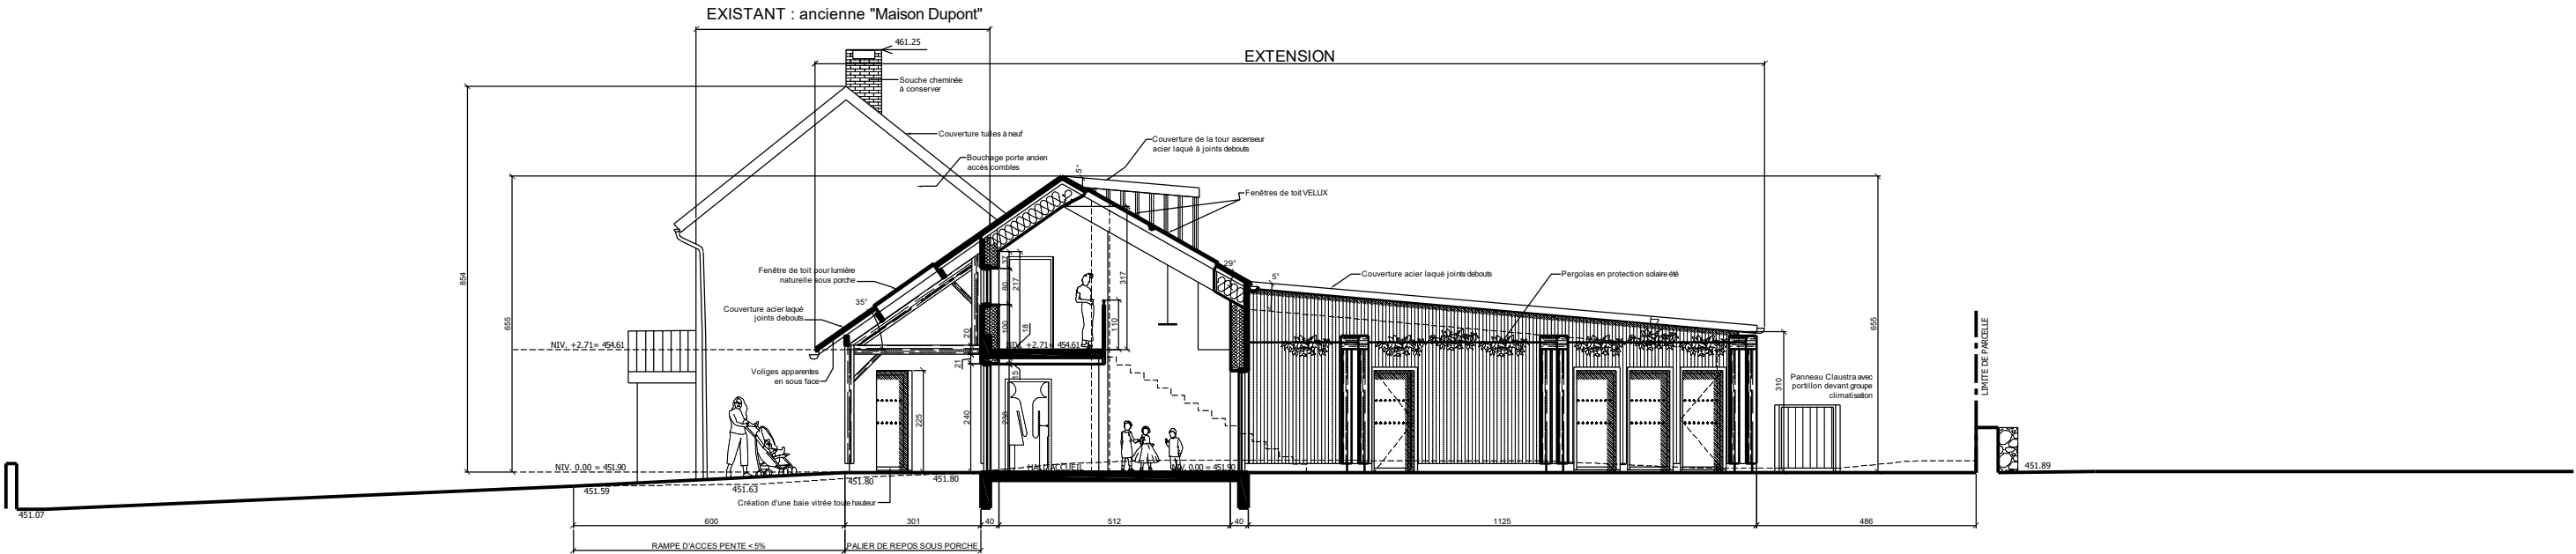 EXISTANT : ancienne "Maison Dupont"
461.25
EXTENSION
Souche cheminée
à conserver
Couverture tuiles à neuf
Couverture de la tour ascenseur
acier laqué à joints debouts
Bouchage porte ancien
accès combles
5°
Fenêtres de toit VELUX
854
655
Fenêtre de toit pour lumière
naturelle sous porche
35°
Couverture acier laqué
joints debouts
37
217
80
317
29°
5°
Couverture acier laqué joints debouts
Pergolas en protection solaire été
655
LIMITE DE PARCELLE
NIV. +2.71= 454.61
120
100
18
NIV. +2.71= 454.61
110
21
15
Voliges apparentes
en sous face
225
240
310
Panneau Claustra avec
portillon devant groupe
climatisation
NIV. 0.00 = 451.90
HALL ACCUEIL
NIV. 0.00 = 451.90
451.89
451.07
451.59
451.63
451.80
451.80
Création d'une baie vitrée toute hauteur
600
301
40
512
40
1125
486
RAMPE D'ACCES PENTE < 5%
PALIER DE REPOS SOUS PORCHE